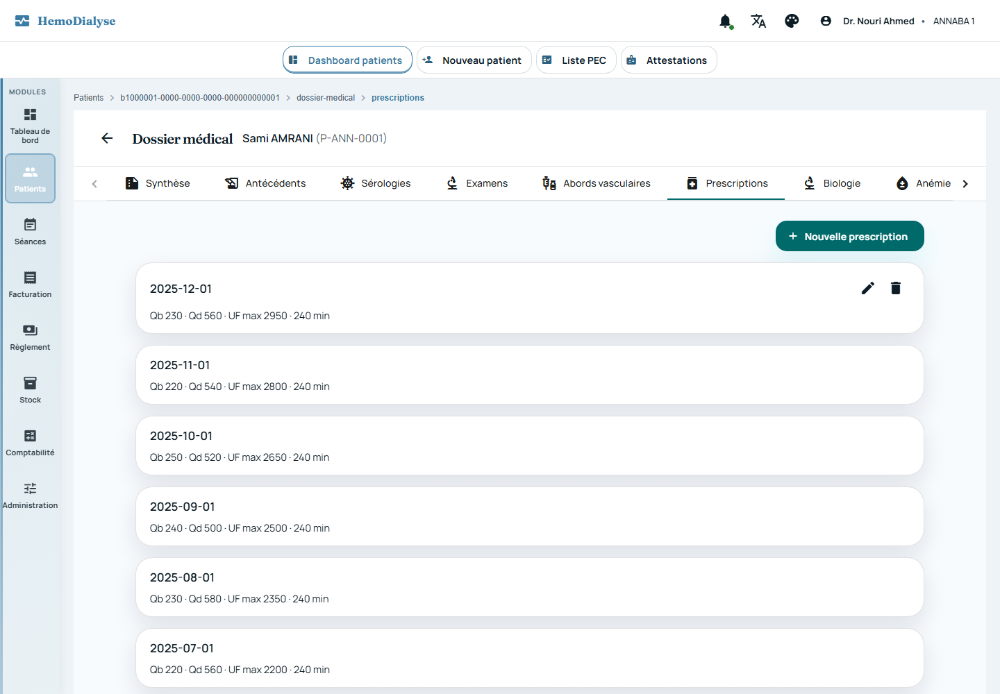 HemoDialyse
Dr. Nouri Ahmed • ANNABA 1
Dashboard patients
Nouveau patient
Liste PEC
Attestations
MODULES
Tableau de
bord
Patients
Séances
Facturation
Règlement
Stock
Comptabilité
Administration
Patients > b1000001-0000-0000-0000-000000000001 > dossier-medical > prescriptions
Dossier médical Sami AMRANI (P-ANN-0001)
Synthèse
Antécédents
Sérologies
Examens
Abords vasculaires
Prescriptions
Biologie
Anémie
+ Nouvelle prescription
2025-12-01
Qb 230 · Qd 560 · UF max 2950 · 240 min
2025-11-01
Qb 220 · Qd 540 · UF max 2800 · 240 min
2025-10-01
Qb 250 · Qd 520 · UF max 2650 · 240 min
2025-09-01
Qb 240 · Qd 500 · UF max 2500 · 240 min
2025-08-01
Qb 230 · Qd 580 · UF max 2350 · 240 min
2025-07-01
Qb 220 · Qd 560 · UF max 2200 · 240 min